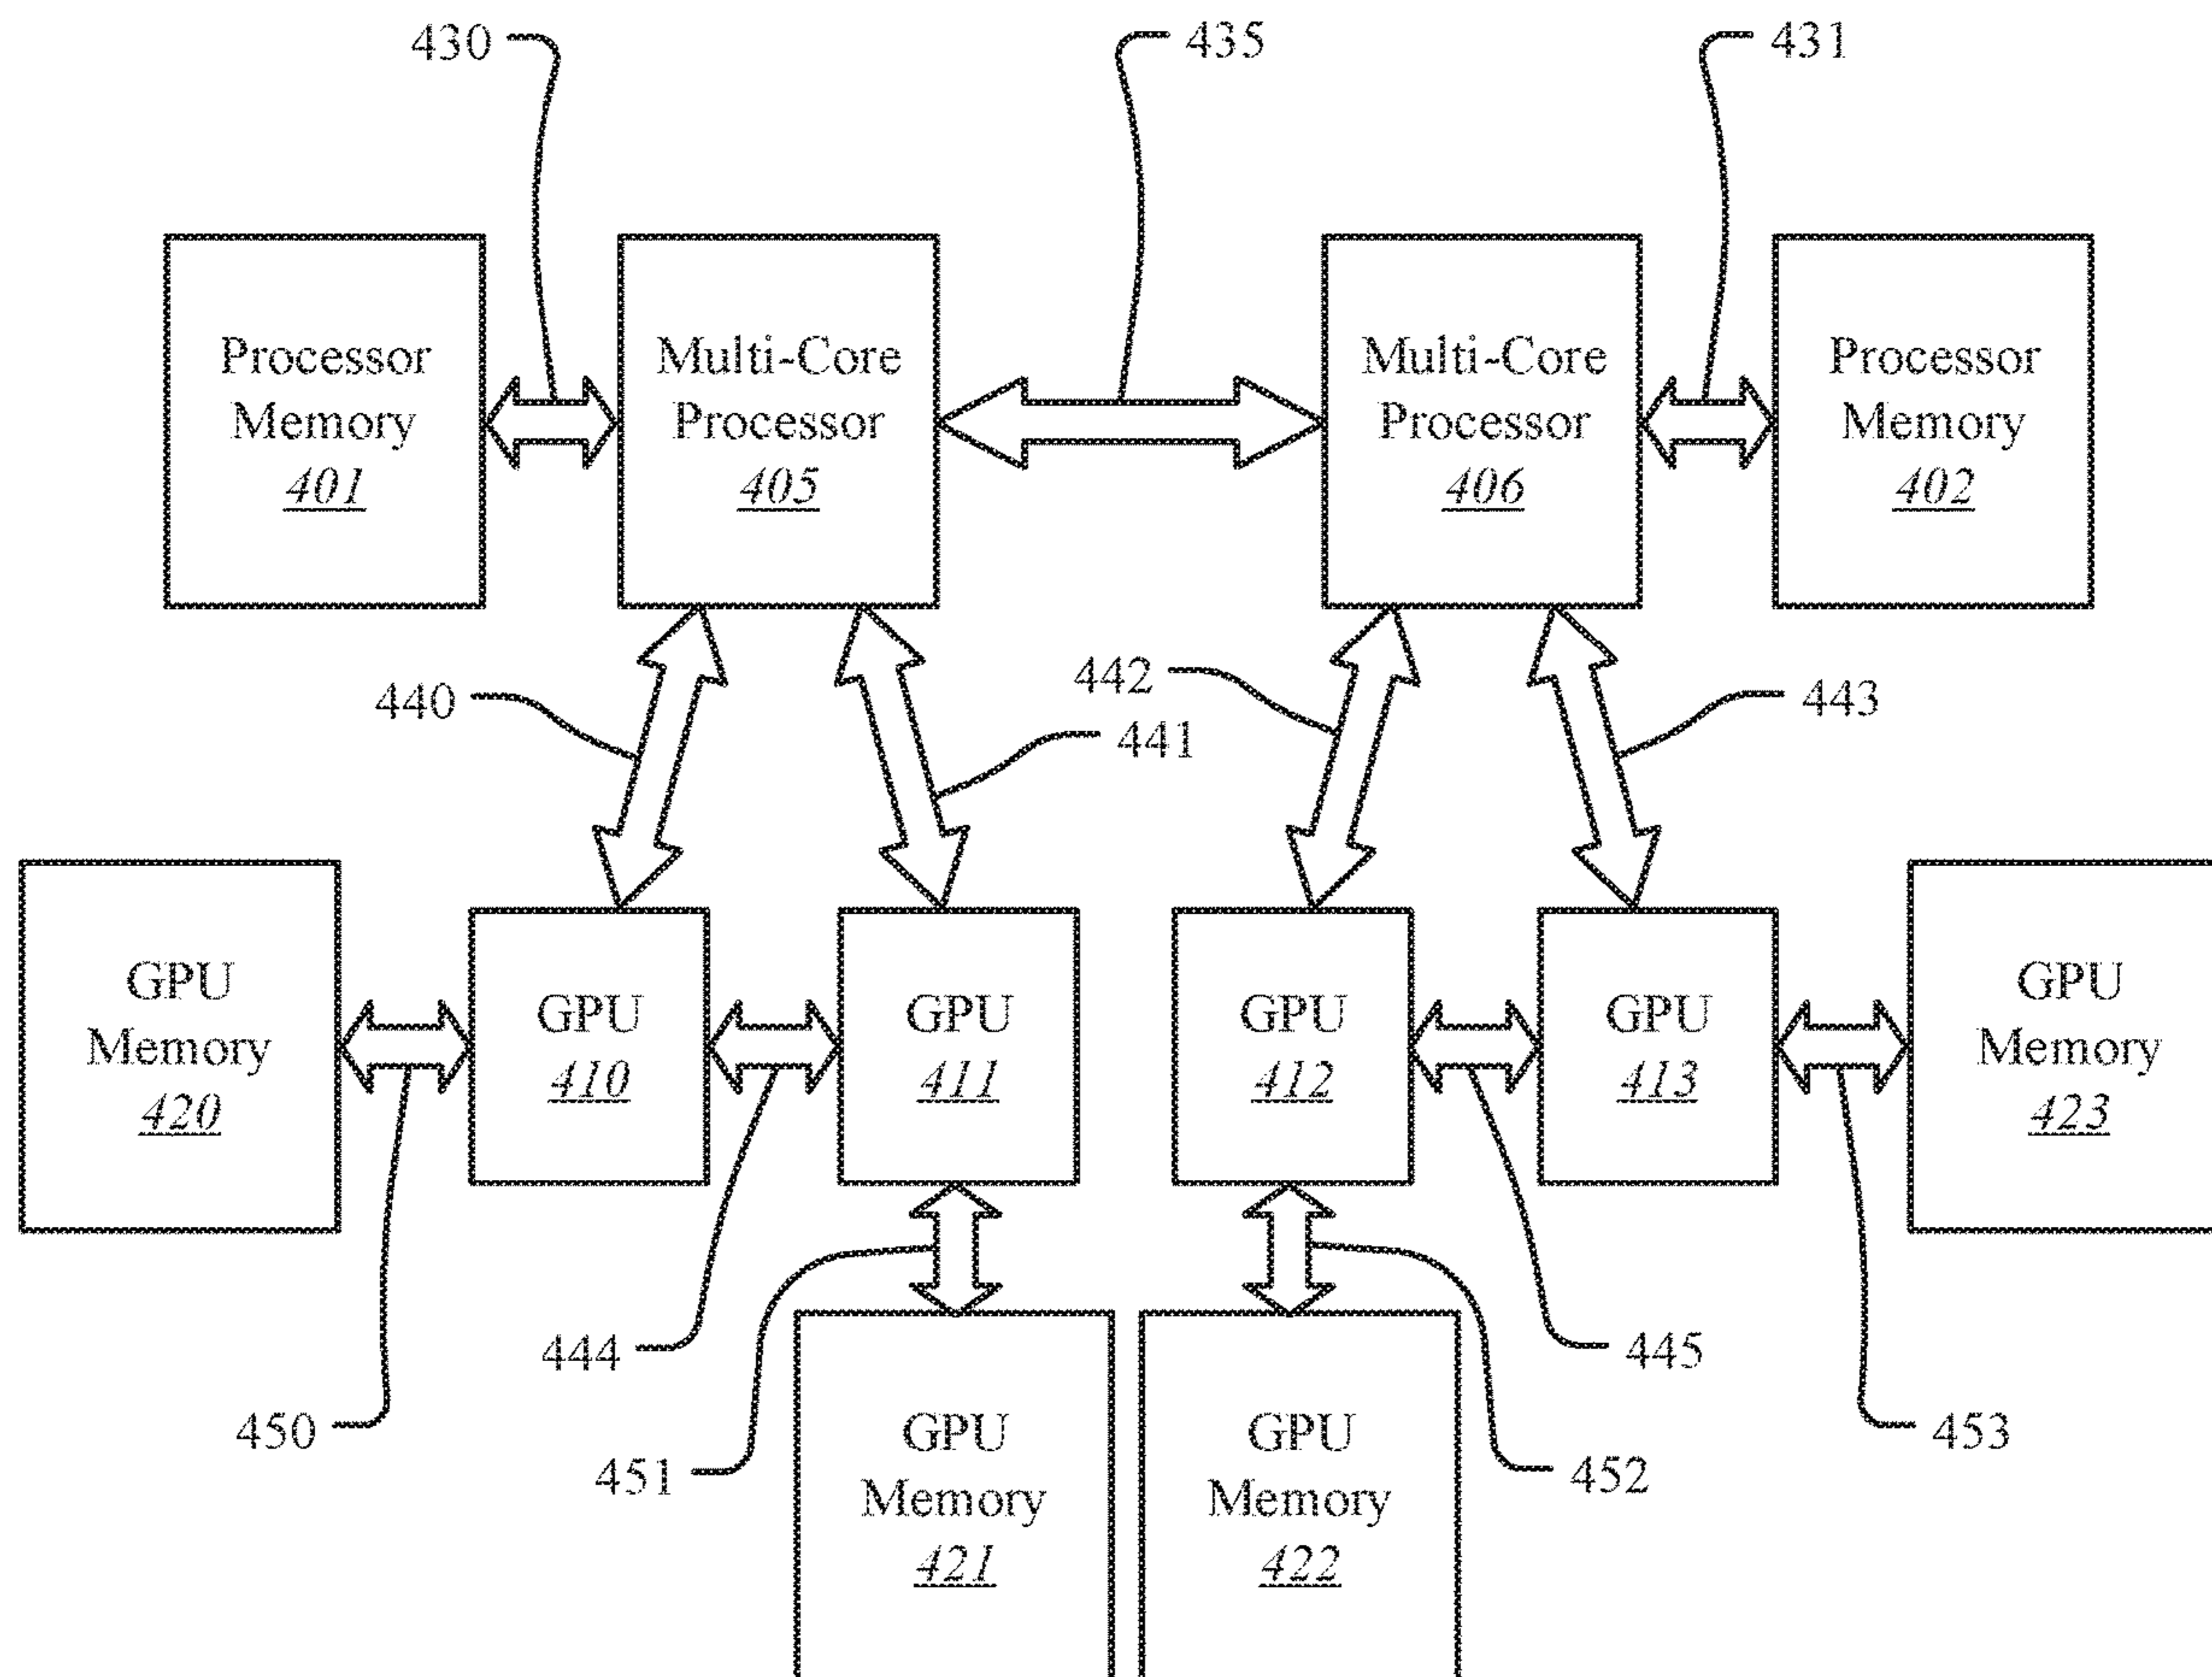 430
435
431
Processor
Memory
401
Multi-Core
Processor
405
Multi-Core
Processor
406
Processor
Memory
402
440
441
442
443
GPU
Memory
420
GPU
410
GPU
411
GPU
412
GPU
413
GPU
Memory
423
444
445
450
451
452
453
GPU
Memory
421
GPU
Memory
422